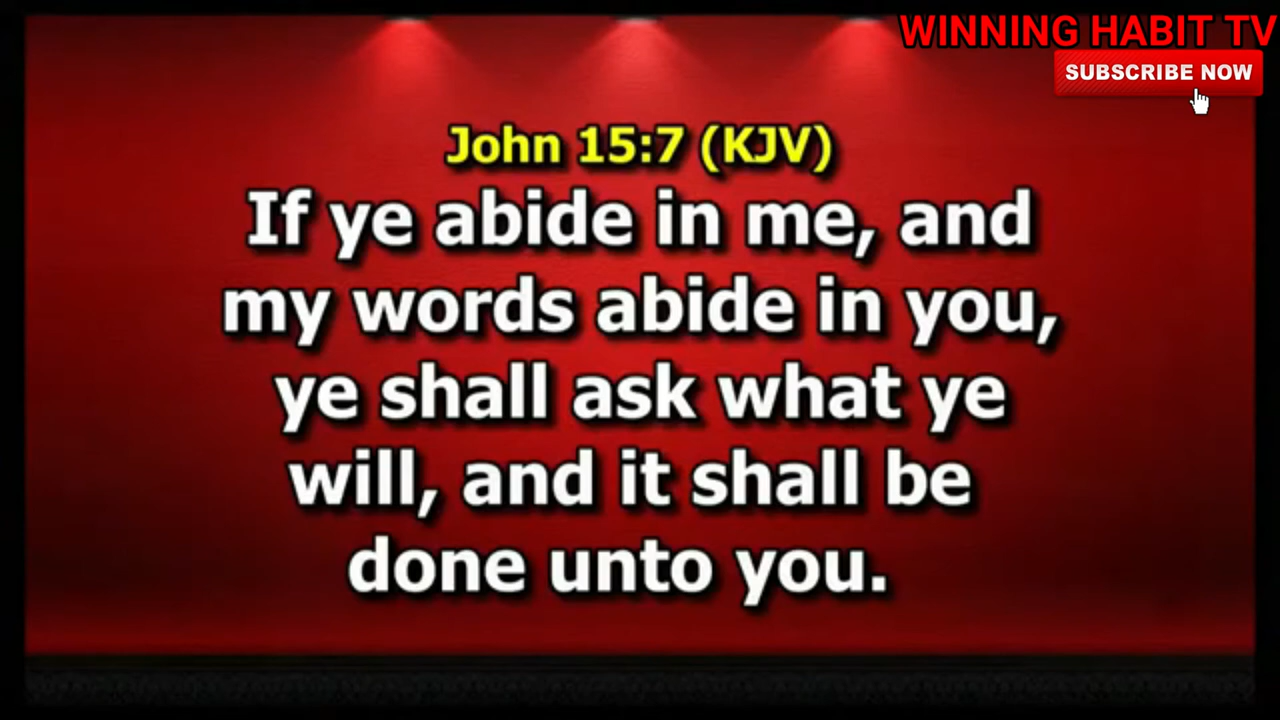 WINNING HABIT TV
SUBSCRIBE NOW
John 15:7 (KJV)
If ye abide in me, and
my words abide in you,
ye shall ask what ye
will, and it shall be
done unto you.